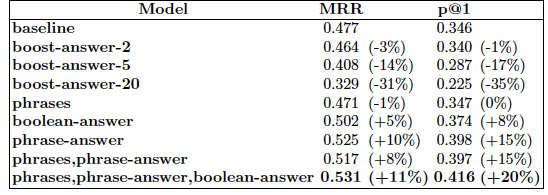 Model MRR p@1
baseline 0.477 0.346
boost-answer-2 0.464 (-3%) 0.340 (-1%)
boost-answer-5 0.408 (-14%) 0.287 (-17%)
boost-answer-20 0.329 (-31%) 0.225 (-35%)
phrases 0.471 (-1%) 0.347 (0%)
boolean-answer 0.502 (+5%) 0.374 (+8%)
phrase-answer 0.525 (+10%) 0.398 (+15%)
phrases,phrase-answer 0.517 (+8%) 0.397 (+15%)
phrases,phrase-answer,boolean-answer 0.531 (+11%) 0.416 (+20%)